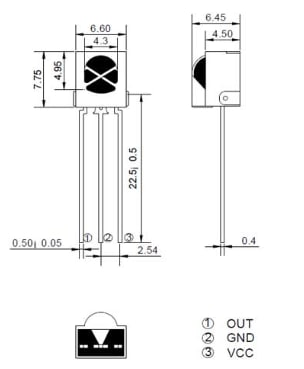 6.60
4.3
7.75
4.95
6.45
4.50
22.5¡ 0.5
① ② ③
0.50¡ 0.05
2.54
0.4
① OUT
② GND
③ VCC